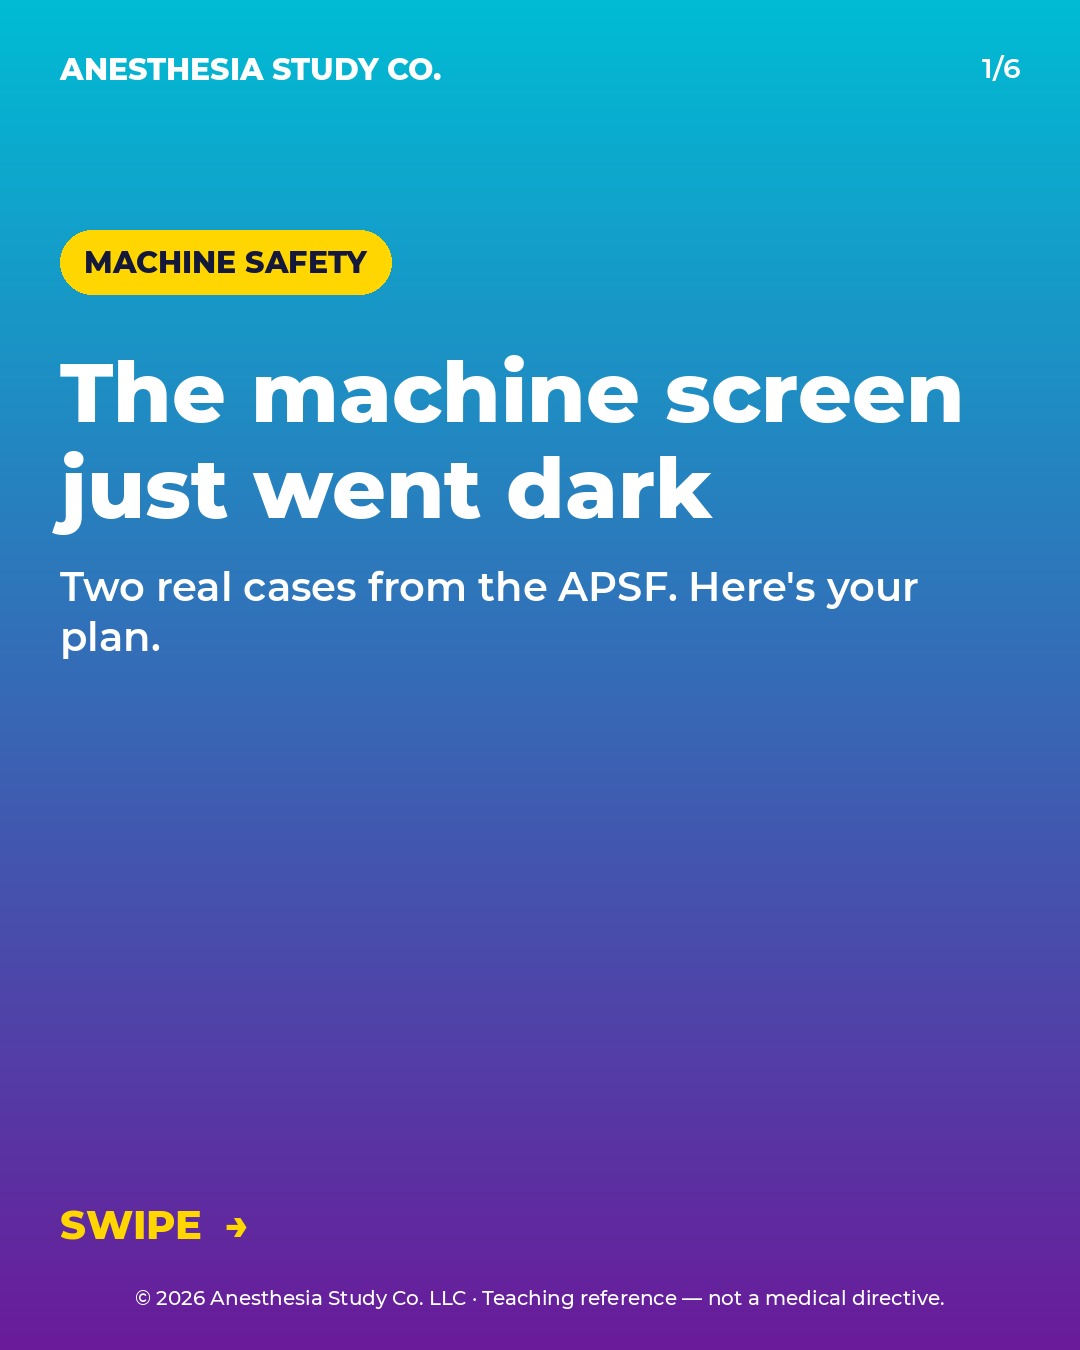 ANESTHESIA STUDY CO.
1/6
MACHINE SAFETY
The machine screen
just went dark
Two real cases from the APSF. Here's your
plan.
SWIPE →
© 2026 Anesthesia Study Co. LLC · Teaching reference — not a medical directive.